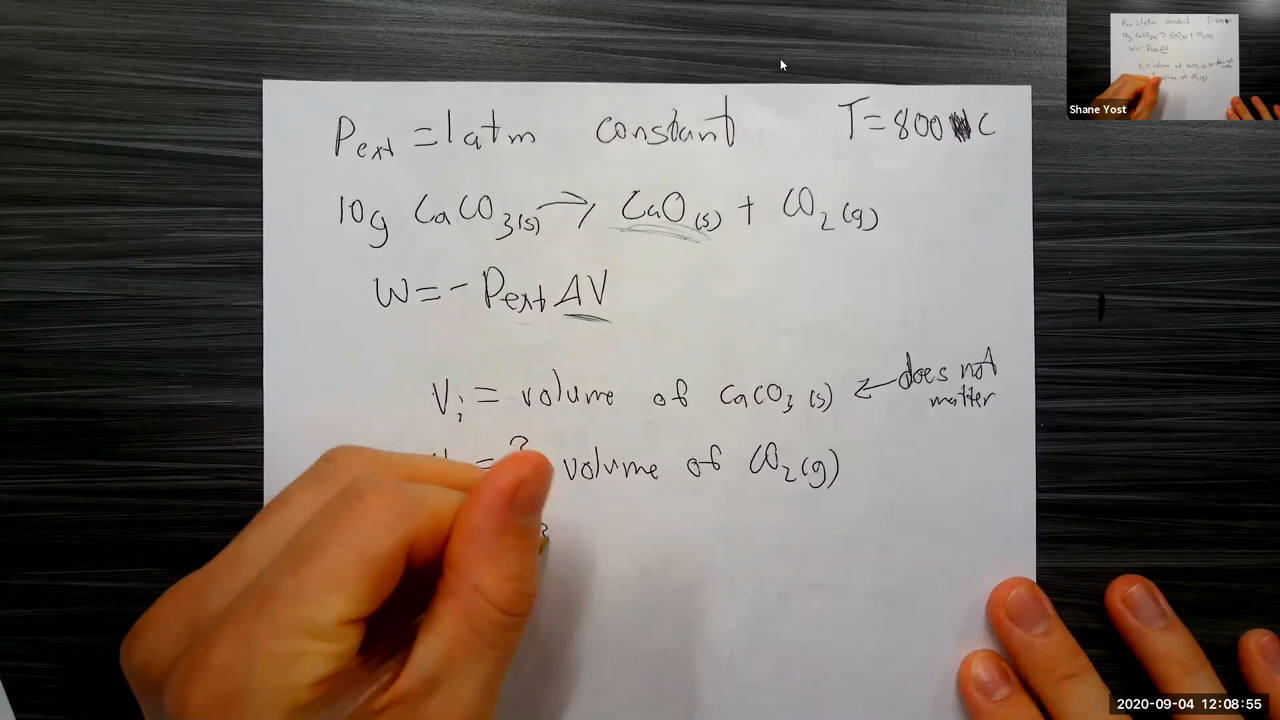 Pext = 1 atm constant T = 800 C
10g CaCO3(s) → CaO(s) + CO2(g)
W = - Pext ΔV
Vi = volume of CaCO3(s) ← does not
matter
= volume of CO2(g)
Shane Yost
2020-09-04 12:08:55